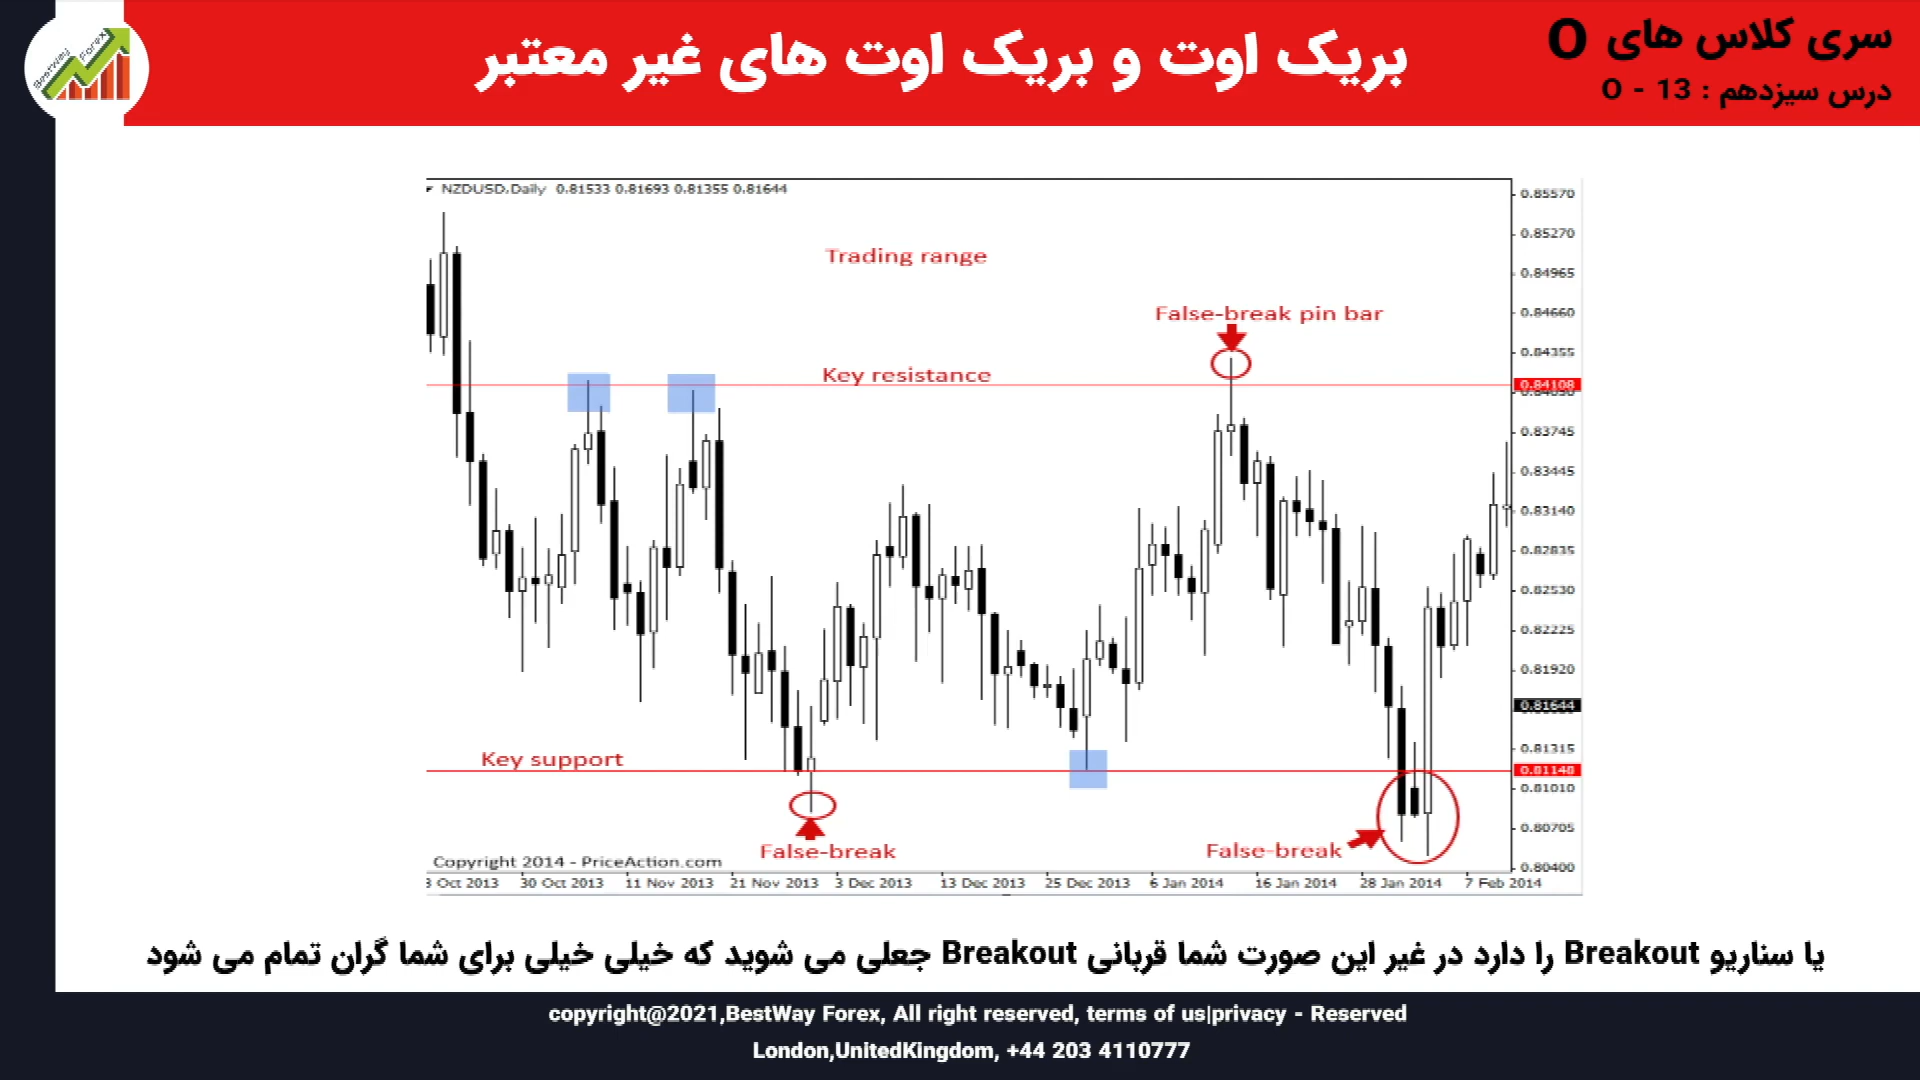 BestWay Forex
بریک اوت و بریک اوت های غیر معتبر
سری کلاس های O
درس سیزدهم : 13 - O
NZDUSD,Daily 0.81533 0.81693 0.81355 0.81644
Trading range
False-break pin bar
Key resistance
Key support
False-break
False-break
Copyright 2014 - PriceAction.com
0.85570
0.85270
0.84965
0.84660
0.84355
0.84108
0.83745
0.83445
0.83140
0.82835
0.82530
0.82225
0.81920
0.81644
0.81315
0.81148
0.81010
0.80705
0.80400
Oct 2013 30 Oct 2013 11 Nov 2013 21 Nov 2013 3 Dec 2013 13 Dec 2013 25 Dec 2013 6 Jan 2014 16 Jan 2014 28 Jan 2014 7 Feb 2014
یا سناریو Breakout را دارد در غیر این صورت شما قربانی Breakout جعلی می شوید که خیلی خیلی برای شما گران تمام می شود
copyright@2021,BestWay Forex, All right reserved, terms of us|privacy - Reserved
London,UnitedKingdom, +44 203 4110777